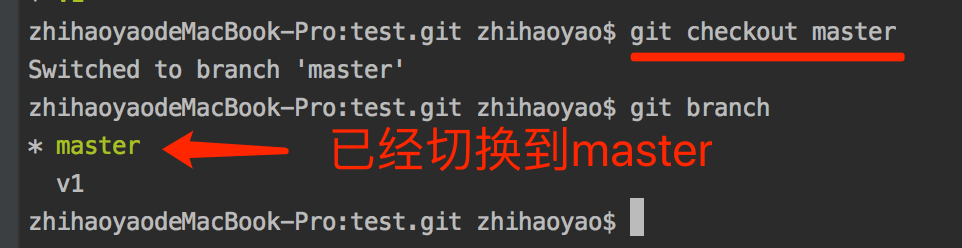 zhihaoyaodeMacBook-Pro:test.git zhihaoyao$ git checkout master
Switched to branch 'master'
zhihaoyaodeMacBook-Pro:test.git zhihaoyao$ git branch
* master 已经切换到master
v1
zhihaoyaodeMacBook-Pro:test.git zhihaoyao$